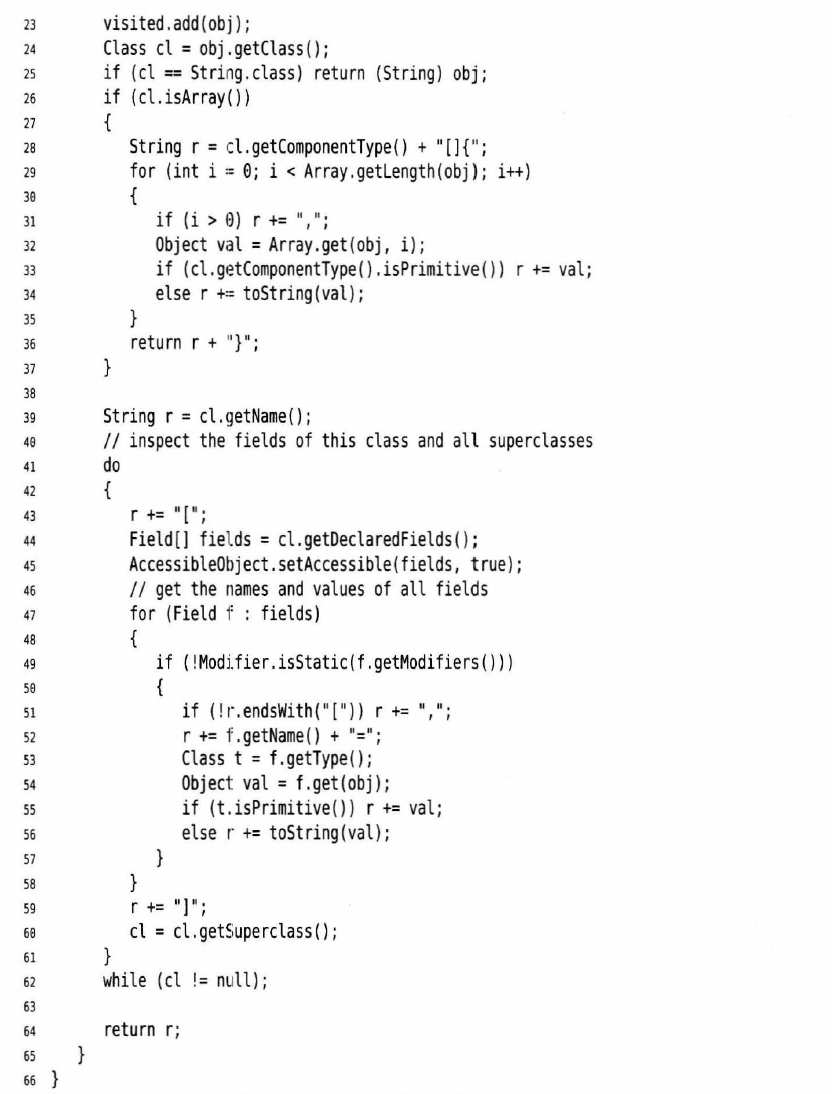 23 visited.add(obj);
24 Class cl = obj.getClass();
25 if (cl == String.class) return (String) obj;
26 if (cl.isArray())
27 {
28 String r = cl.getComponentType() + "[]{";
29 for (int i = 0; i < Array.getLength(obj); i++)
30 {
31 if (i > 0) r += ",";
32 Object val = Array.get(obj, i);
33 if (cl.getComponentType().isPrimitive()) r += val;
34 else r += toString(val);
35 }
36 return r + "}";
37 }
38
39 String r = cl.getName();
40 // inspect the fields of this class and all superclasses
41 do
42 {
43 r += "[";
44 Field[] fields = cl.getDeclaredFields();
45 AccessibleObject.setAccessible(fields, true);
46 // get the names and values of all fields
47 for (Field f : fields)
48 {
49 if (!Modifier.isStatic(f.getModifiers()))
50 {
51 if (!r.endsWith("[")) r += ",";
52 r += f.getName() + "=";
53 Class t = f.getType();
54 Object val = f.get(obj);
55 if (t.isPrimitive()) r += val;
56 else r += toString(val);
57 }
58 }
59 r += "]";
60 cl = cl.getSuperclass();
61 }
62 while (cl != null);
63
64 return r;
65 }
66 }